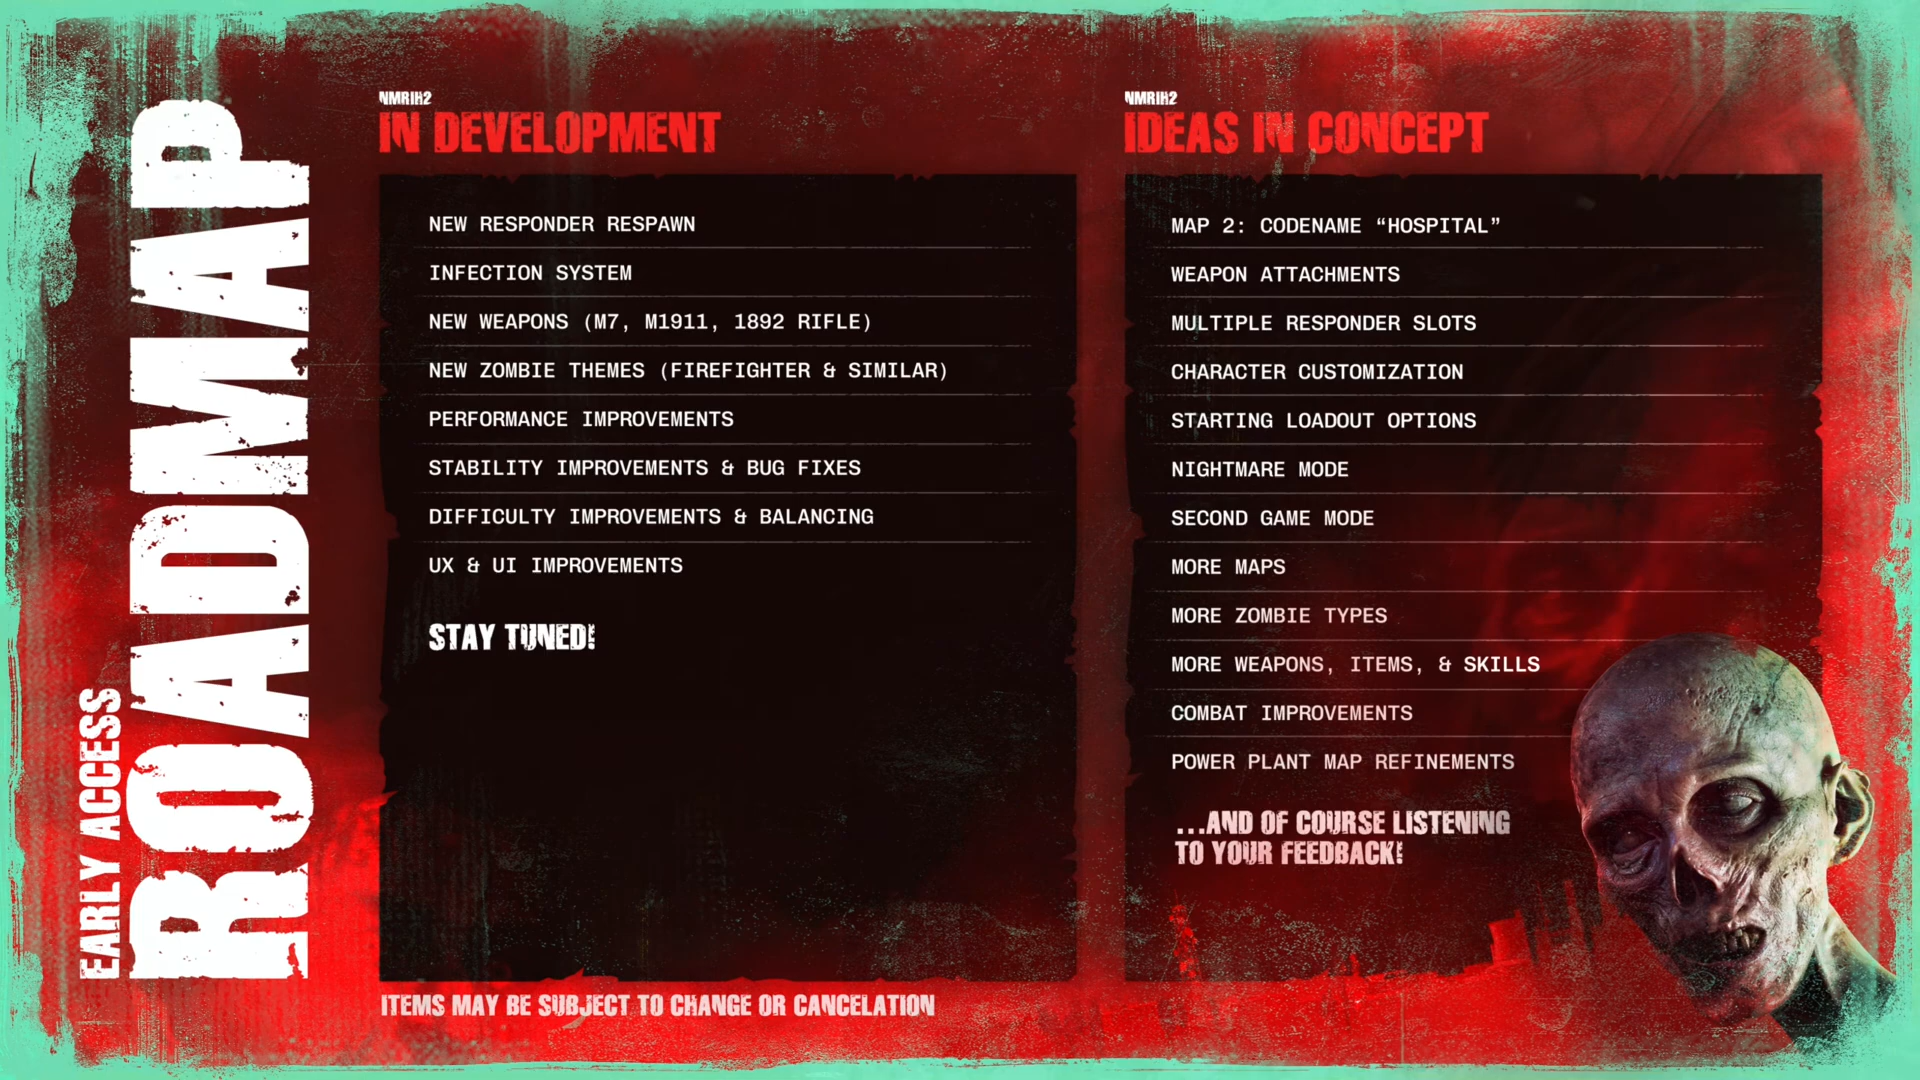 EARLY ACCESS
ROADMAP
NMRIH2
IN DEVELOPMENT
NEW RESPONDER RESPAWN
INFECTION SYSTEM
NEW WEAPONS (M7, M1911, 1892 RIFLE)
NEW ZOMBIE THEMES (FIREFIGHTER & SIMILAR)
PERFORMANCE IMPROVEMENTS
STABILITY IMPROVEMENTS & BUG FIXES
DIFFICULTY IMPROVEMENTS & BALANCING
UX & UI IMPROVEMENTS
STAY TUNED!
NMRIH2
IDEAS IN CONCEPT
MAP 2: CODENAME “HOSPITAL”
WEAPON ATTACHMENTS
MULTIPLE RESPONDER SLOTS
CHARACTER CUSTOMIZATION
STARTING LOADOUT OPTIONS
NIGHTMARE MODE
SECOND GAME MODE
MORE MAPS
MORE ZOMBIE TYPES
MORE WEAPONS, ITEMS, & SKILLS
COMBAT IMPROVEMENTS
POWER PLANT MAP REFINEMENTS
...AND OF COURSE LISTENING
TO YOUR FEEDBACK!
ITEMS MAY BE SUBJECT TO CHANGE OR CANCELATION